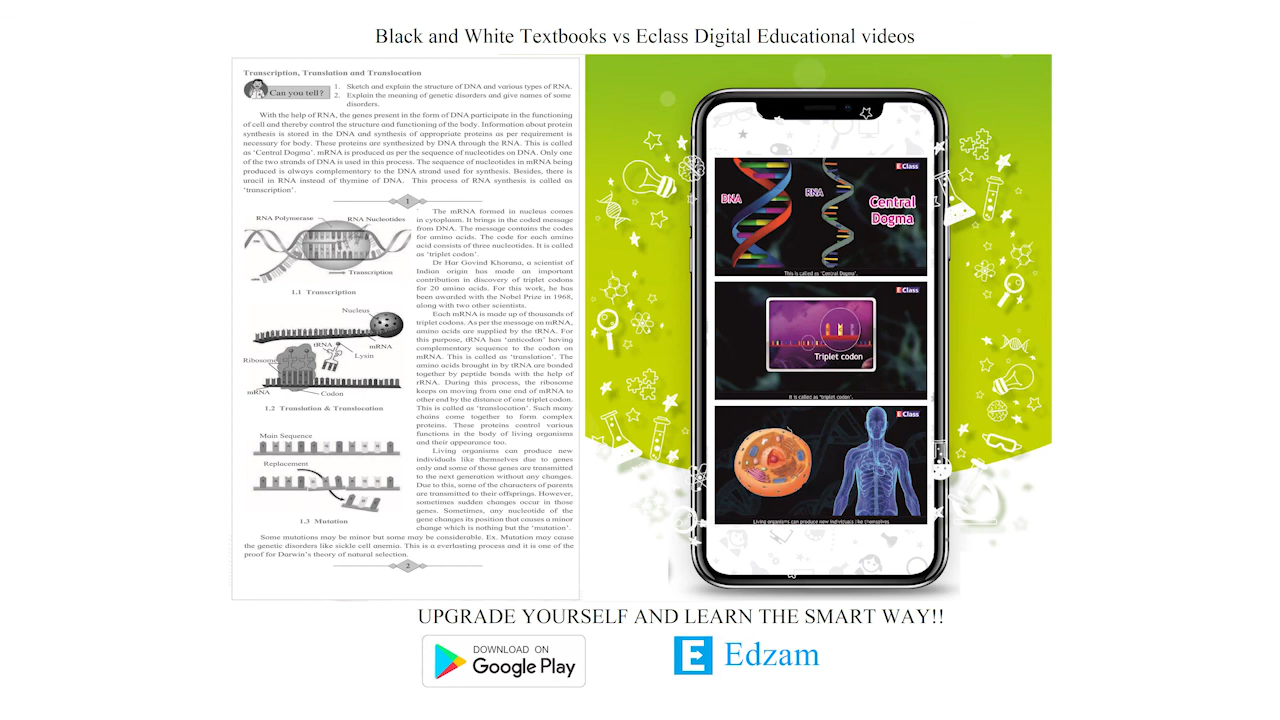 Black and White Textbooks vs Eclass Digital Educational videos
Transcription, Translation and Translocation
Can you tell?
1. Sketch and explain the structure of DNA and various types of RNA.
2. Explain the meaning of genetic disorders and give names of some
disorders.
With the help of RNA, the genes present in the form of DNA participate in the functioning
of cell and thereby control the structure and functioning of the body. Information about protein
synthesis is stored in the DNA and synthesis of appropriate proteins as per requirement is
necessary for body. These proteins are synthesized by DNA through the RNA. This is called
as ‘Central Dogma’. mRNA is produced as per the sequence of nucleotides on DNA. Only one
of the two strands of DNA is used in this process. The sequence of nucleotides in mRNA being
produced is always complementary to the DNA strand used for synthesis. Besides, there is
uracil in RNA instead of thymine of DNA. This process of RNA synthesis is called as
‘transcription’.
1
RNA Polymerase
RNA Nucleotides
Transcription
1.1 Transcription
Nucleus
mRNA
tRNA
Lysin
Ribosome
mRNA
Codon
1.2 Translation & Translocation
Main Sequence
Replacement
1.3 Mutation
The mRNA formed in nucleus comes
in cytoplasm. It brings in the coded message
from DNA. The message contains the codes
for amino acids. The code for each amino
acid consists of three nucleotides. It is called
as ‘triplet codon’.
Dr Har Govind Khorana, a scientist of
Indian origin has made an important
contribution in discovery of triplet codons
for 20 amino acids. For this work, he has
been awarded with the Nobel Prize in 1968,
along with two other scientists.
Each mRNA is made up of thousands of
triplet codons. As per the message on mRNA,
amino acids are supplied by the tRNA. For
this purpose, tRNA has ‘anticodon’ having
complementary sequence to the codon on
mRNA. This is called as ‘translation’. The
amino acids brought in by tRNA are bonded
together by peptide bonds with the help of
rRNA. During this process, the ribosome
keeps on moving from one end of mRNA to
other end by the distance of one triplet codon.
This is called as ‘translocation’. Such many
chains come together to form complex
proteins. These proteins control various
functions in the body of living organisms
and their appearance too.
Living organisms can produce new
individuals like themselves due to genes
only and some of those genes are transmitted
to the next generation without any changes.
Due to this, some of the characters of parents
are transmitted to their offsprings. However,
sometimes sudden changes occur in those
genes. Sometimes, any nucleotide of the
gene changes its position that causes a minor
change which is nothing but the ‘mutation’.
Some mutations may be minor but some may be considerable. Ex. Mutation may cause
the genetic disorders like sickle cell anemia. This is a everlasting process and it is one of the
proof for Darwin’s theory of natural selection.
2
E Class
DNA
RNA
Central
Dogma
This is called as ‘Central Dogma’.
E Class
Triplet codon
It is called as ‘triplet codon’.
E Class
Living organisms can produce new individuals like themselves
UPGRADE YOURSELF AND LEARN THE SMART WAY!!
DOWNLOAD ON
Google Play
E Edzam